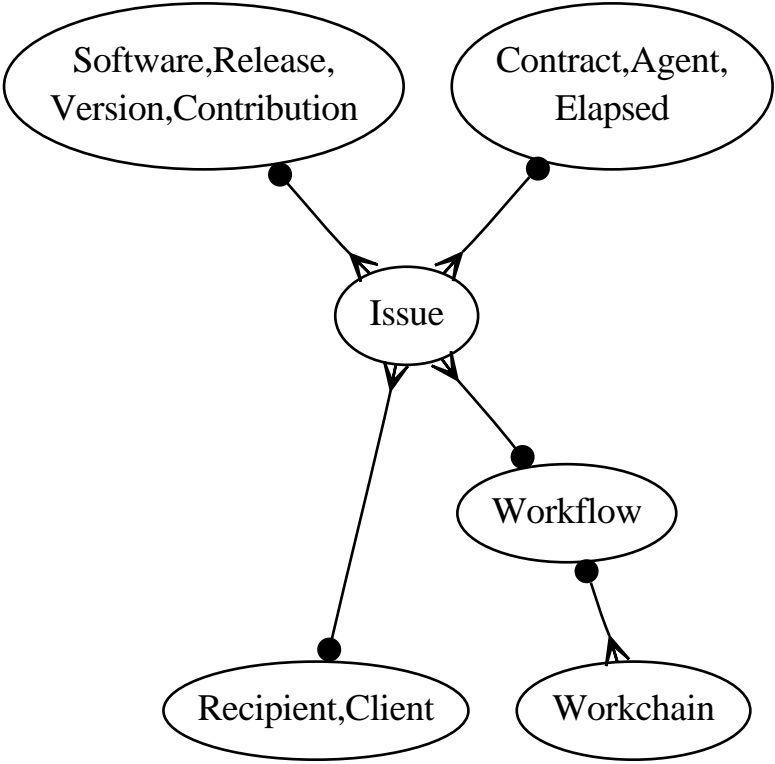 Software,Release,
Version,Contribution
Contract,Agent,
Elapsed
Issue
Workflow
Recipient,Client
Workchain